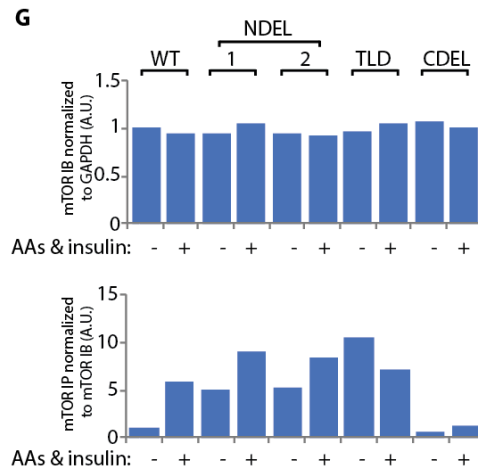 G
NDEL
WT 1 2 TLD CDEL
mTOR IB normalized
to GAPDH (A.U.)
1.5
1
0.5
0
AAs & insulin: - + - + - + - + - +
mTOR IP normalized
to mTOR IB (A.U.)
15
10
5
0
AAs & insulin: - + - + - + - + - +